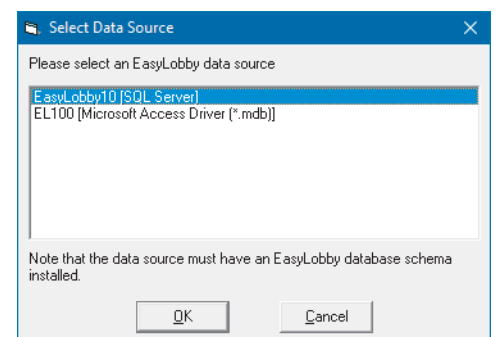 Select Data Source
Please select an EasyLobby data source
EasyLobby10 [SQL Server]
EL100 [Microsoft Access Driver (*.mdb)]
Note that the data source must have an EasyLobby database schema
installed.
OK Cancel